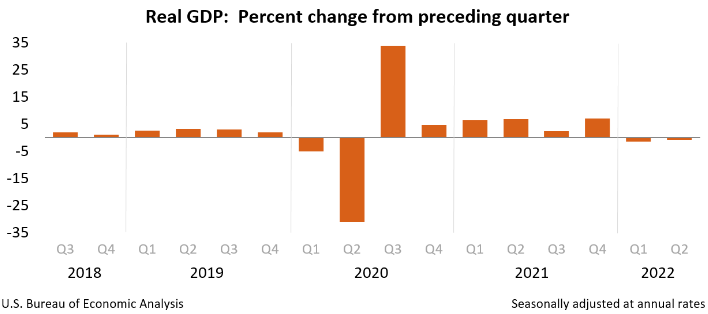 Real GDP:  Percent change from preceding quarter
35
25
15
5
-5
-15
-25
-35
Q3 Q4 Q1 Q2 Q3 Q4 Q1 Q2 Q3 Q4 Q1 Q2 Q3 Q4 Q1 Q2
2018 2019 2020 2021 2022
U.S. Bureau of Economic Analysis
Seasonally adjusted at annual rates